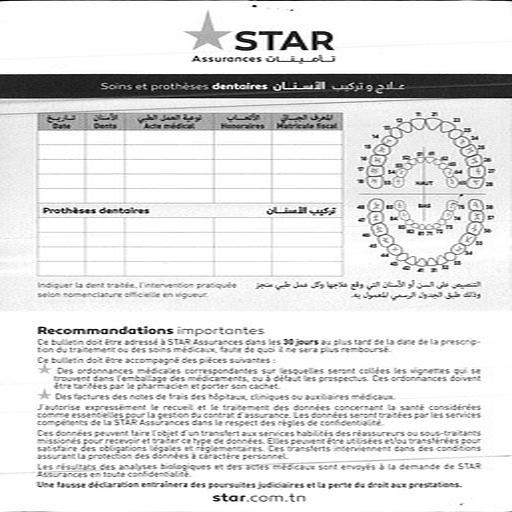 STAR
Assurances تـأميـنـات
Soins et prothèses dentaires علاج و تركيب الأسنـان
تـاريـخ الأسنان نوعية العمل الطبي الأتعـاب المعرف الجبـائي
Date Dents Acte médical Honoraires Matricule fiscal
Prothèses dentaires تركيب الأسنـان
HAUT
BAS
Indiquer la dent traitée, l'intervention pratiquée
selon nomenclature officielle en vigueur.
التنصيص على السن أو الأسنان التي وقع علاجها وكل عمل طبي منجز
وذلك طبق الجدول الرسمي المعمول به.
Recommandations importantes
Ce bulletin doit être adressé à STAR Assurances dans les 30 jours au plus tard de la date de la prescrip-
tion du traitement ou des soins médicaux, faute de quoi il ne sera plus remboursé.
Ce bulletin doit être accompagné des pièces suivantes :
Des ordonnances médicales correspondantes sur lesquelles seront collées les vignettes qui se
trouvent dans l'emballage des médicaments, ou à défaut les prospectus. Ces ordonnances doivent
être tarifées par le pharmacien et porter son cachet.
Des factures des notes de frais des hôpitaux, cliniques ou auxiliaires médicaux.
J'autorise expressément le recueil et le traitement des données concernant la santé considérées
comme essentielles pour la gestion du contrat d'assurance. Les données seront traitées par les services
compétents de la STAR Assurances dans le respect des règles de confidentialité.
Ces données peuvent faire l'objet d'un transfert aux services habilités des réassureurs ou sous-traitants
missionnés pour recevoir et traiter ce type de données. Elles peuvent être utilisées et/ou transférées pour
satisfaire des obligations légales et réglementaires. Ces transferts interviennent dans des conditions
assurant la protection des données à caractère personnel.
Les résultats des analyses biologiques et des actes médicaux sont envoyés à la demande de STAR
Assurances en toute confidentialité.
Une fausse déclaration entraînera des poursuites judiciaires et la perte du droit aux prestations.
star.com.tn